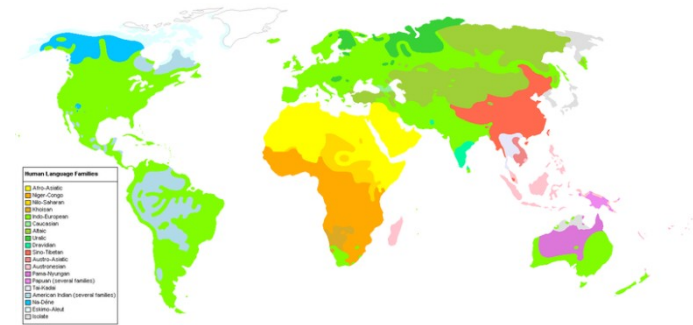 Human Language Families
Afro-Asiatic
Niger-Congo
Nilo-Saharan
Khoisan
Indo-European
Caucasian
Altaic
Uralic
Dravidian
Sino-Tibetan
Austro-Asiatic
Austronesian
Pama-Nyungan
Papuan (several families)
Tai-Kadai
American Indian (several families)
Na-Dené
Eskimo-Aleut
Isolate